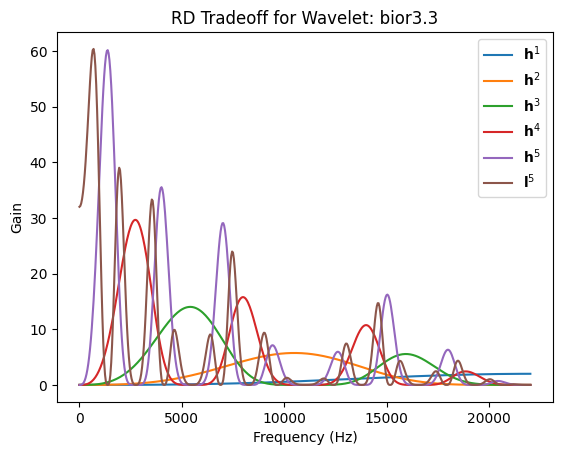 RD Tradeoff for Wavelet: bior3.3
h¹
h²
h³
h⁴
h⁵
l⁵
Gain
60
50
40
30
20
10
0
0 5000 10000 15000 20000
Frequency (Hz)